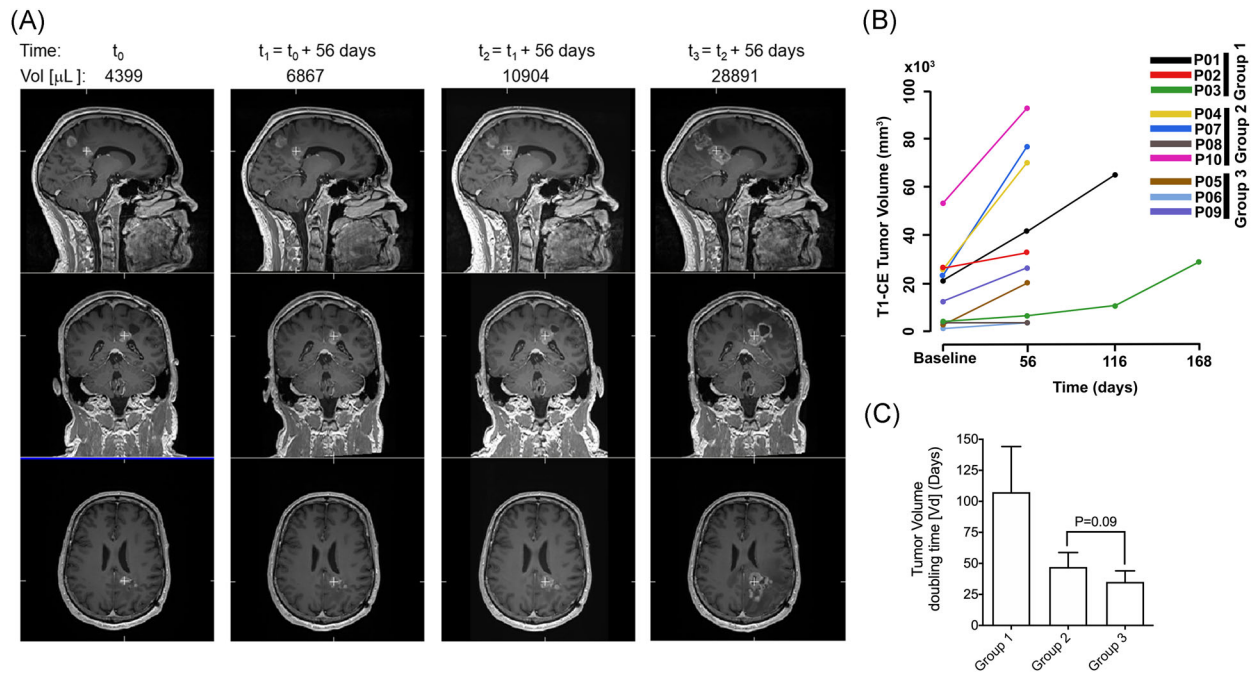 (A)
Time: t0 t1 = t0 + 56 days t2 = t1 + 56 days t3 = t2 + 56 days
Vol [μL]: 4399 6867 10904 28891
(B)
x10³
T1-CE Tumor Volume (mm³)
100
80
60
40
20
0
Baseline 56 116 168
Time (days)
P01
P02
P03
Group 1
P04
P07
P08
P10
Group 2
P05
P06
P09
Group 3
(C)
Tumor Volume
doubling time [Vd] (Days)
150
125
100
75
50
25
0
P=0.09
Group 1 Group 2 Group 3